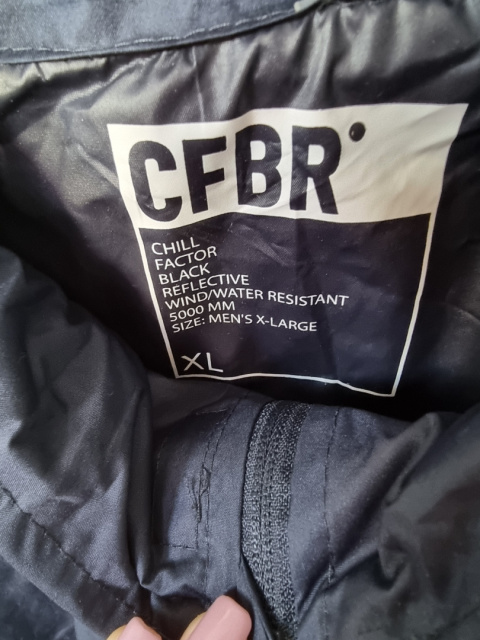 CFBR
CHILL
FACTOR
BLACK
REFLECTIVE
WIND/WATER RESISTANT
5000 MM
SIZE: MEN'S X-LARGE
XL